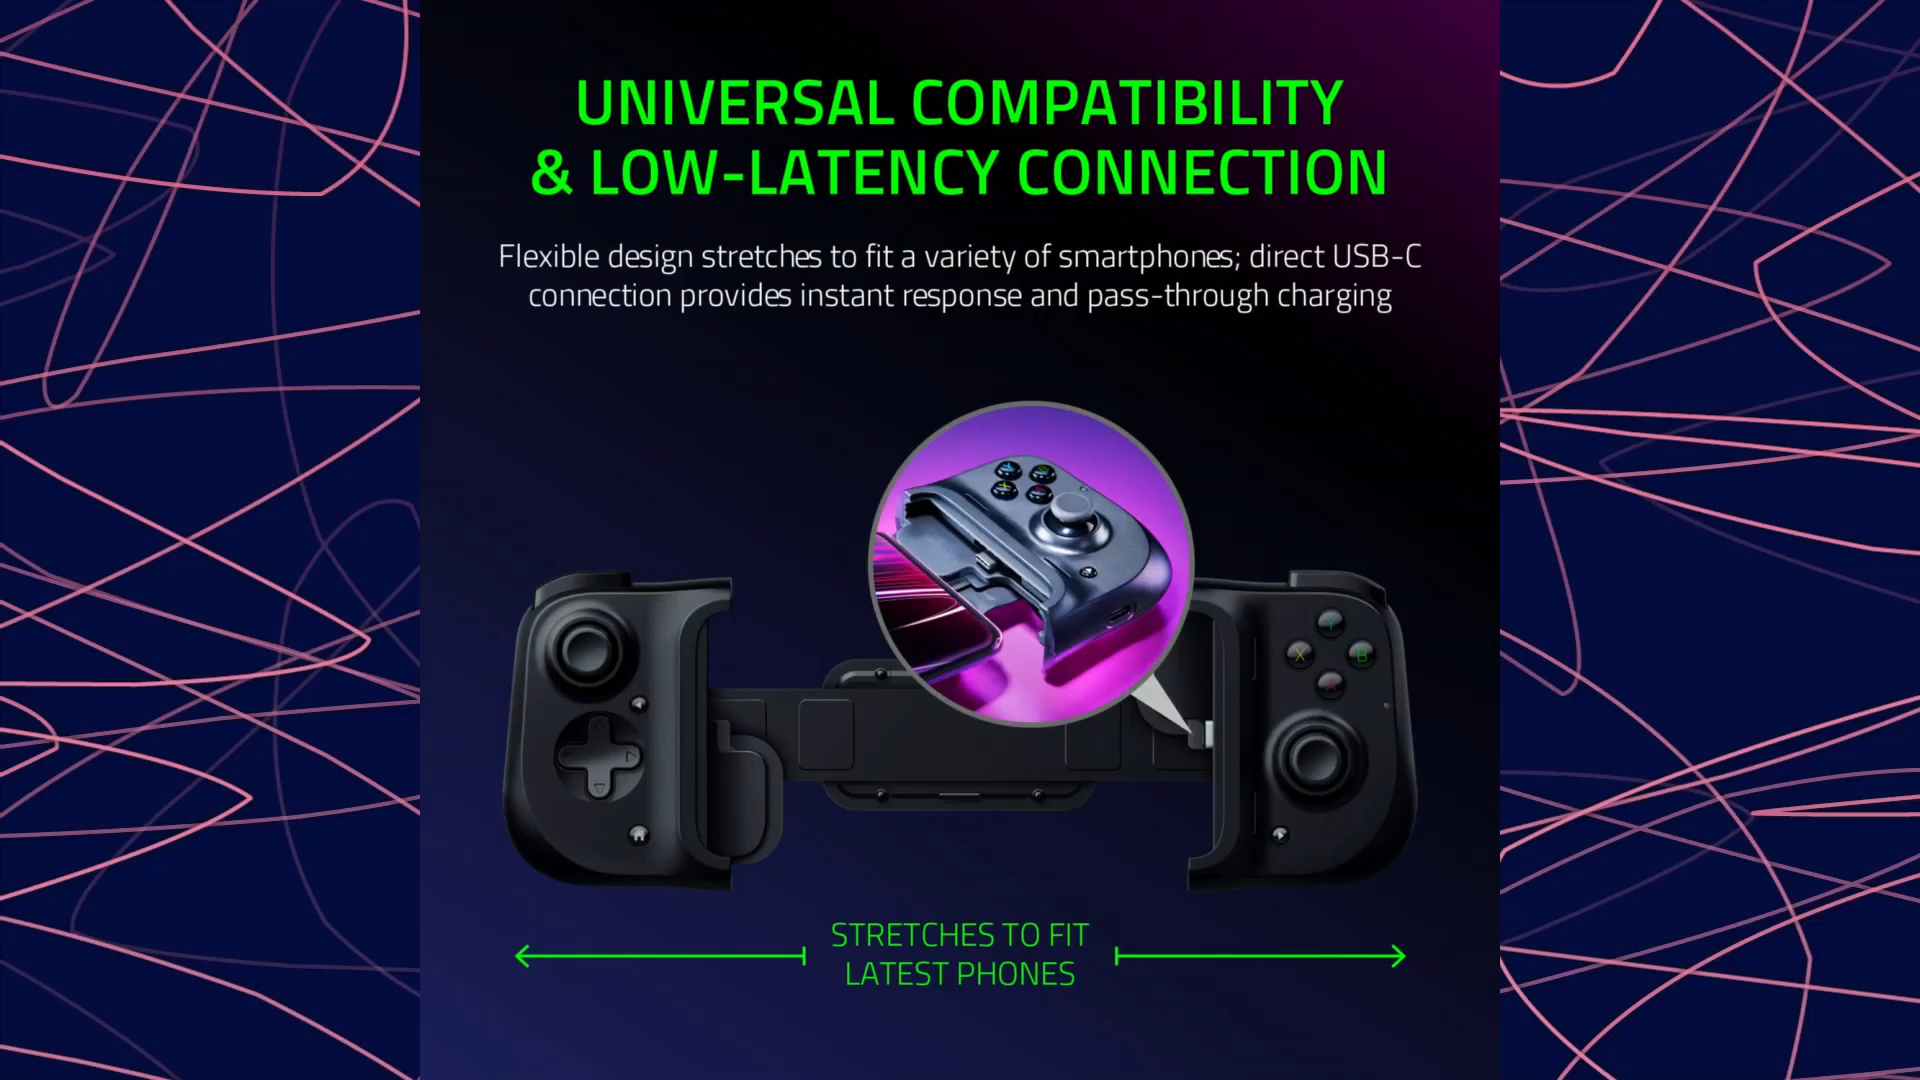 UNIVERSAL COMPATIBILITY
& LOW-LATENCY CONNECTION
Flexible design stretches to fit a variety of smartphones; direct USB-C
connection provides instant response and pass-through charging
Y
X B
A
STRETCHES TO FIT
LATEST PHONES